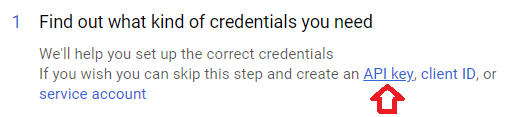 1 Find out what kind of credentials you need
We'll help you set up the correct credentials
If you wish you can skip this step and create an API key, client ID, or
service account